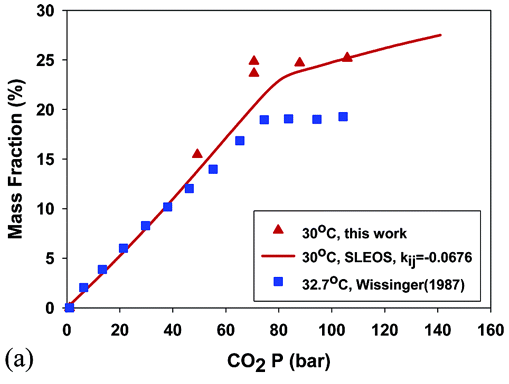 30
25
20
15
10
5
0
Mass Fraction (%)
30°C, this work
30°C, SLEOS, kij=-0.0676
32.7°C, Wissinger(1987)
0 20 40 60 80 100 120 140 160
(a)
CO2 P (bar)